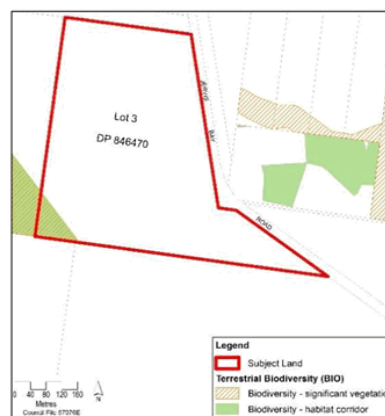 Lot 3
DP 846470
BAY
ROAD
Legend
Subject Land
Terrestrial Biodiversity (BIO)
Biodiversity - significant vegetatio
Biodiversity - habitat corridor
0 40 80 120 160
Metres
N